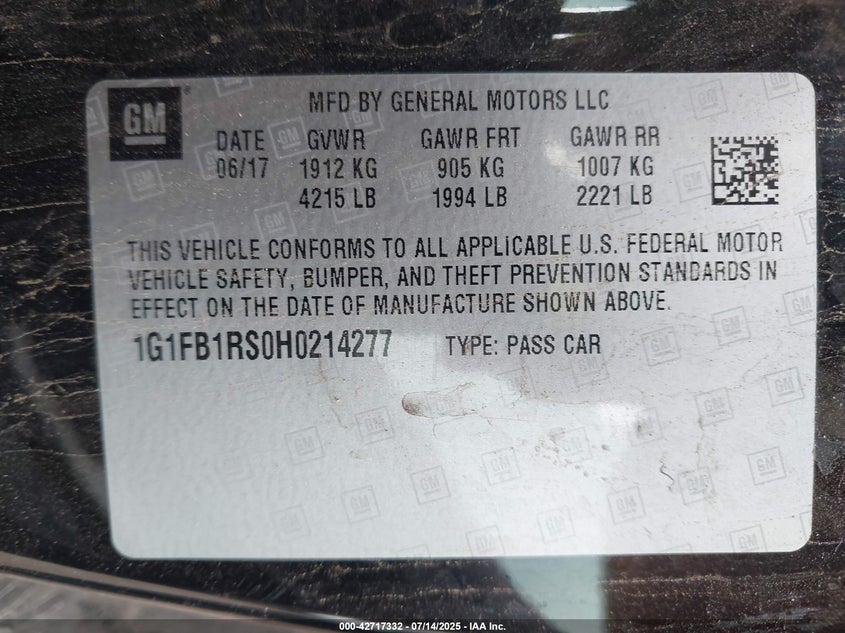 GM
MFD BY GENERAL MOTORS LLC
DATE GVWR GAWR FRT GAWR RR
06/17 1912 KG 905 KG 1007 KG
4215 LB 1994 LB 2221 LB
THIS VEHICLE CONFORMS TO ALL APPLICABLE U.S. FEDERAL MOTOR
VEHICLE SAFETY, BUMPER, AND THEFT PREVENTION STANDARDS IN
EFFECT ON THE DATE OF MANUFACTURE SHOWN ABOVE.
1G1FB1RS0H0214277 TYPE: PASS CAR
000-42717332 - 07/14/2025 - IAA Inc.